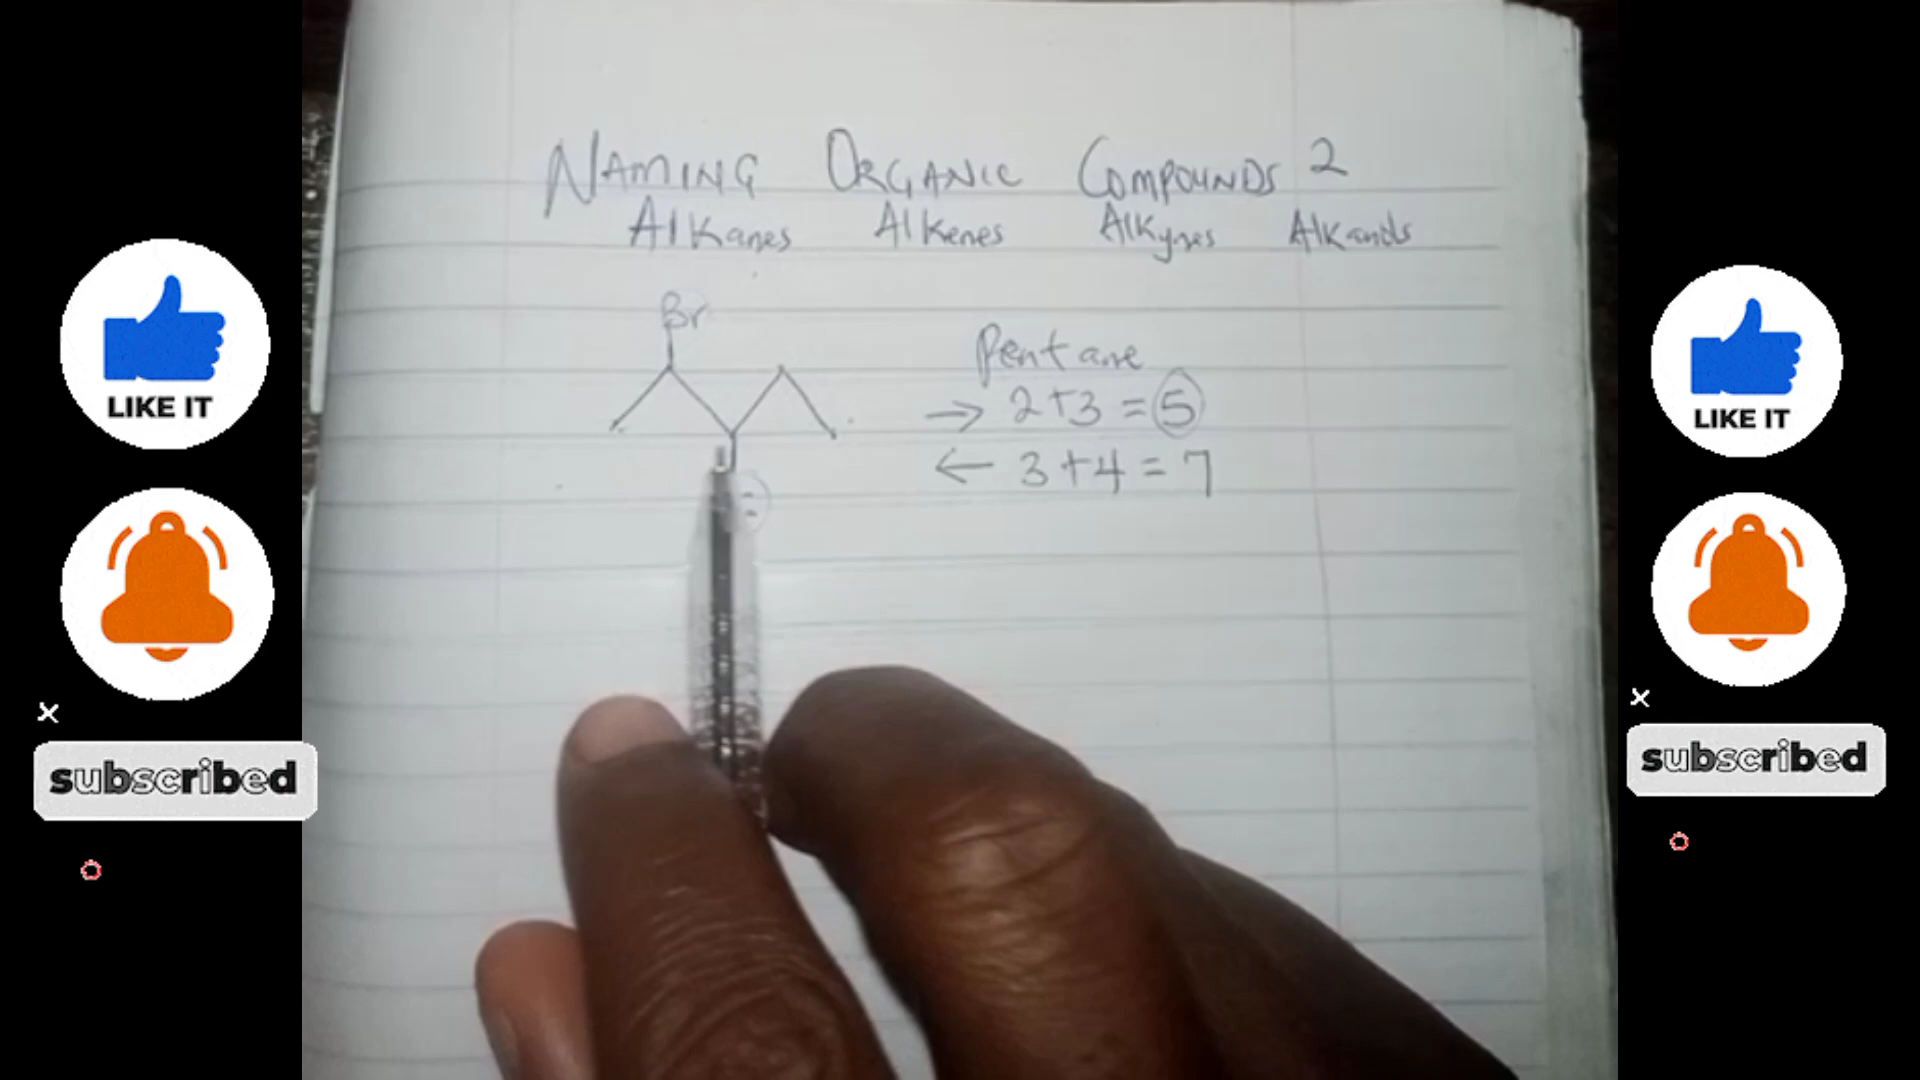 NAMING ORGANIC COMPOUNDS 2
Alkanes Alkenes Alkynes Alkanols
Br
Pentane
→ 2+3 = 5
← 3+4 = 7
LIKE IT
subscribed
LIKE IT
subscribed